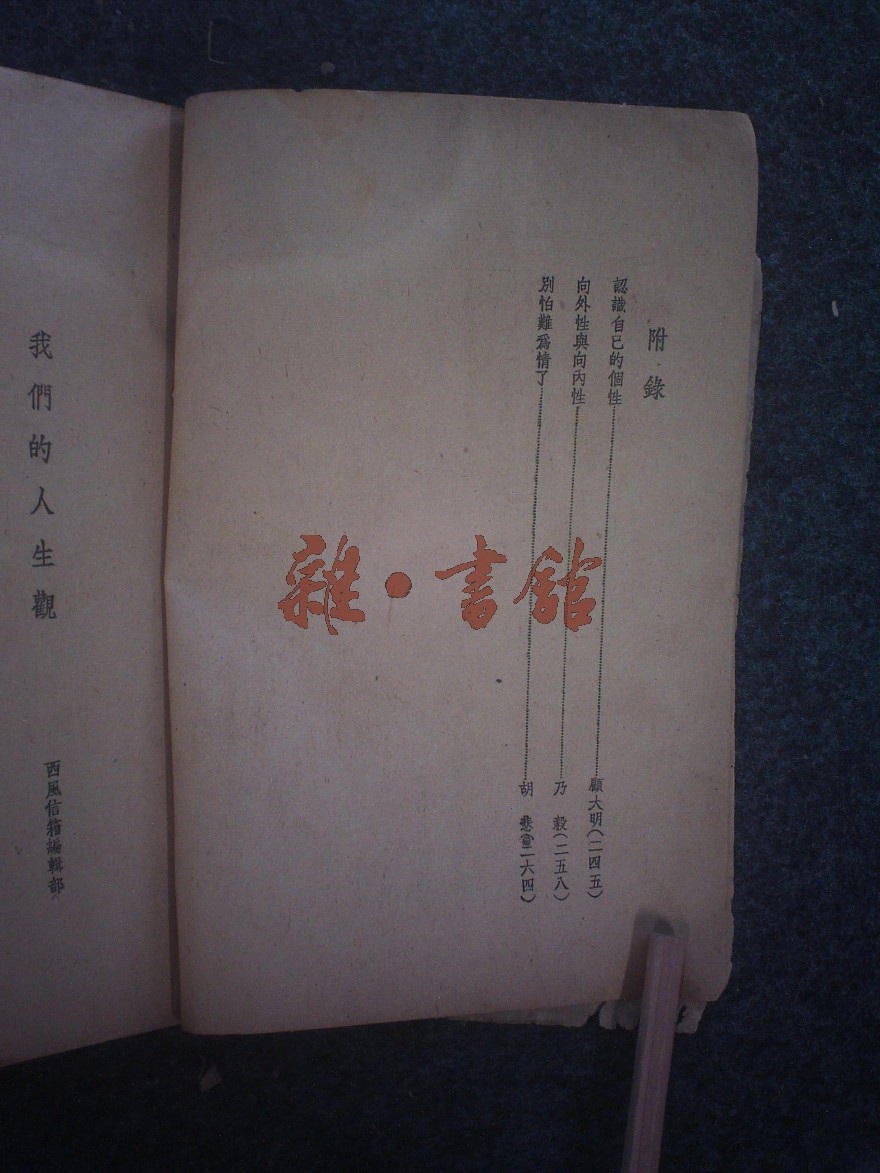 附錄
認識自已的個性……顧大明(二四五)
向外性與向內性……乃 毅(二五八)
別怕難爲情了……胡 悲(二六四)
我們的人生觀
西風信箱編輯部
雜·書館